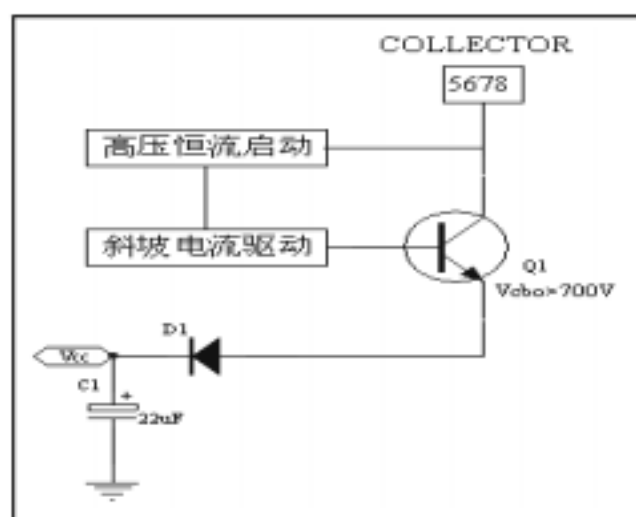 COLLECTOR
5678
高压恒流启动
斜坡电流驱动
Q1
Vcbo>700V
D1
Vcc
C1
+
22uF